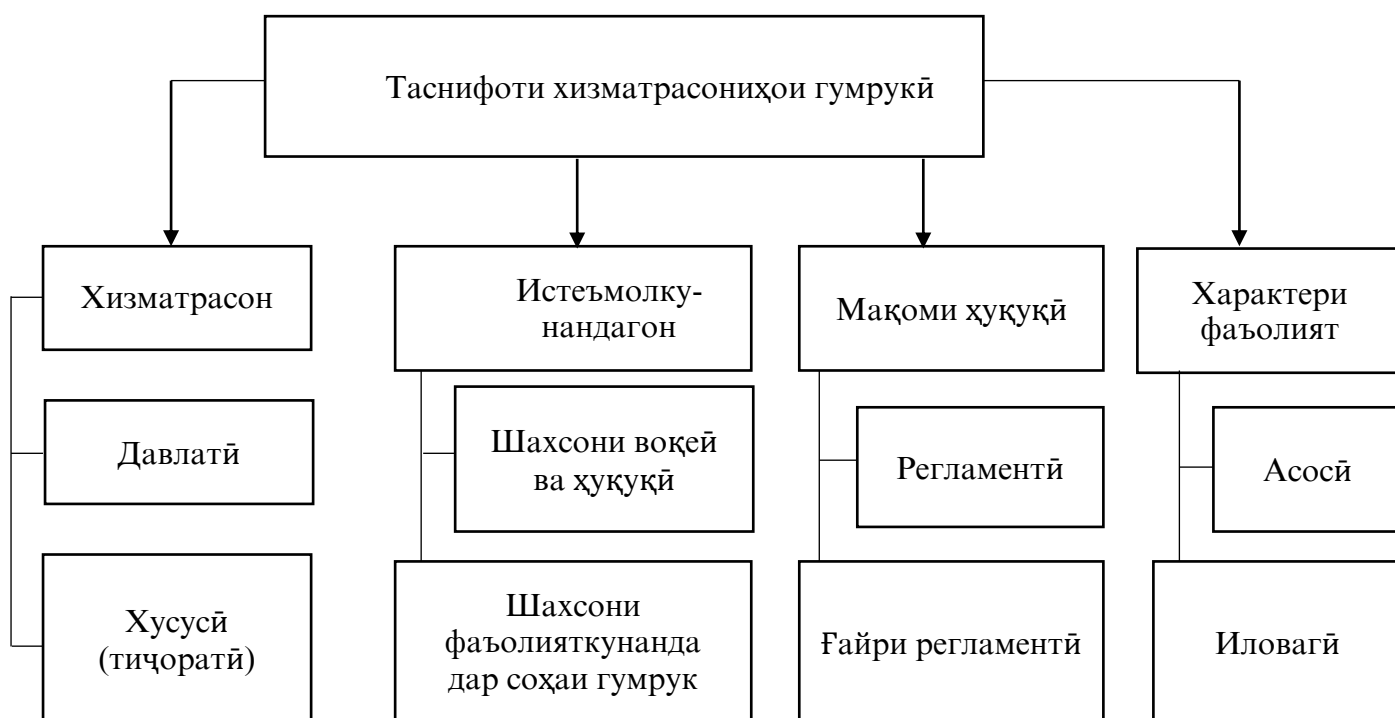 Таснифоти хизматрасониҳои гумрукӣ
Хизматрасон
Истеъмолку-
нандагон
Мақоми ҳуқуқӣ
Характери
фаъолият
Давлатӣ
Шахсони воқеӣ
ва ҳуқуқӣ
Регламентӣ
Асосӣ
Хусусӣ
(тиҷоратӣ)
Шахсони
фаъолияткунанда
дар соҳаи гумрук
Ғайри регламентӣ
Иловагӣ